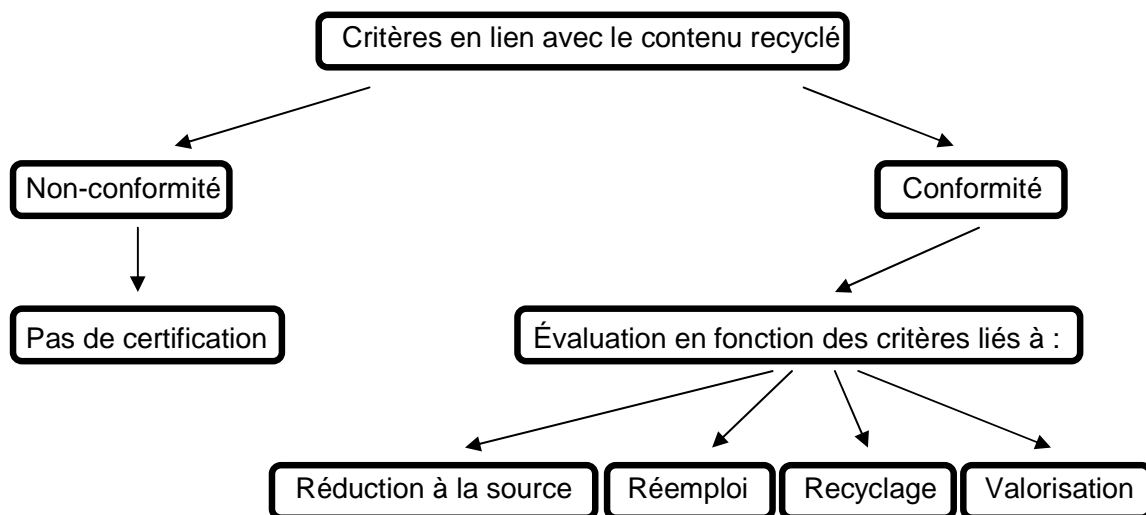 Critères en lien avec le contenu recyclé
Non-conformité
Conformité
Pas de certification
Évaluation en fonction des critères liés à :
Réduction à la source
Réemploi
Recyclage
Valorisation